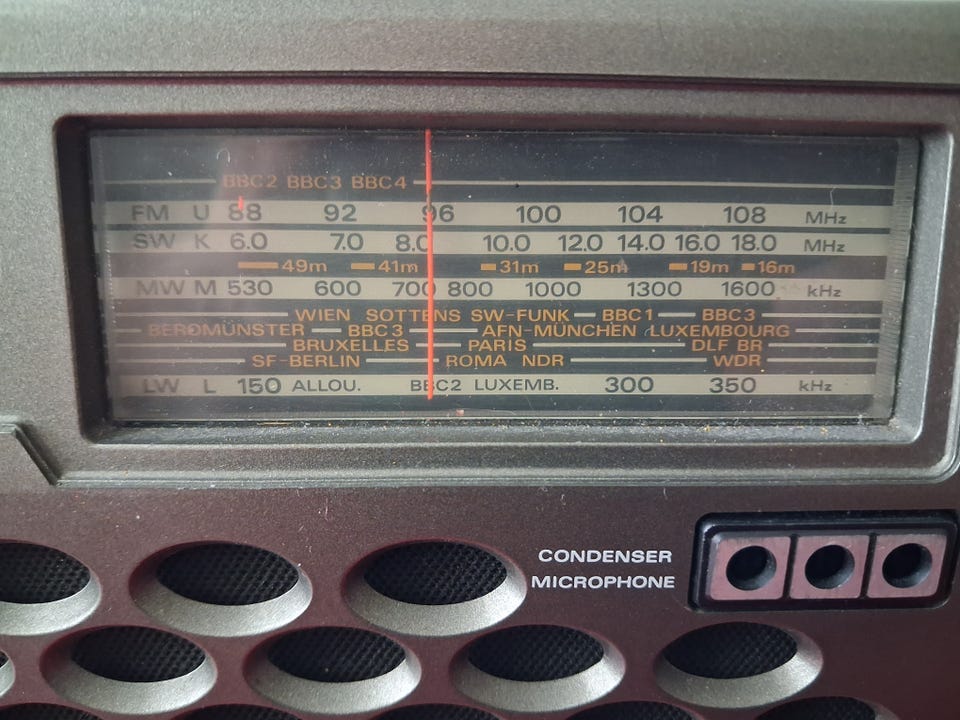 BBC2 BBC3 BBC4
FM U 88 92 96 100 104 108 MHz
SW K 6.0 7.0 8.0 10.0 12.0 14.0 16.0 18.0 MHz
49m 41m 31m 25m 19m 16m
MW M 530 600 700 800 1000 1300 1600 kHz
WIEN SOTTENS SW-FUNK BBC1 BBC3
BEROMÜNSTER BBC3 AFN-MÜNCHEN LUXEMBOURG
BRUXELLES PARIS DLF BR
SF-BERLIN ROMA NDR WDR
LW L 150 ALLOU. BBC2 LUXEMB. 300 350 kHz
CONDENSER
MICROPHONE